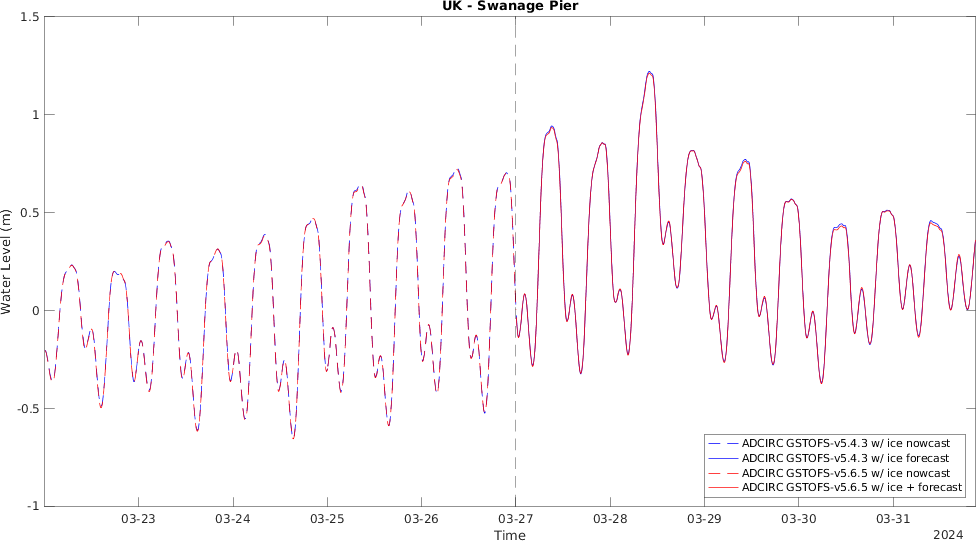 UK - Swanage Pier
1.5
1
0.5
0
-0.5
-1
Water Level (m)
03-23 03-24 03-25 03-26 03-27 03-28 03-29 03-30 03-31
Time
2024
ADCIRC GSTOFS-v5.4.3 w/ ice nowcast
ADCIRC GSTOFS-v5.4.3 w/ ice forecast
ADCIRC GSTOFS-v5.6.5 w/ ice nowcast
ADCIRC GSTOFS-v5.6.5 w/ ice + forecast